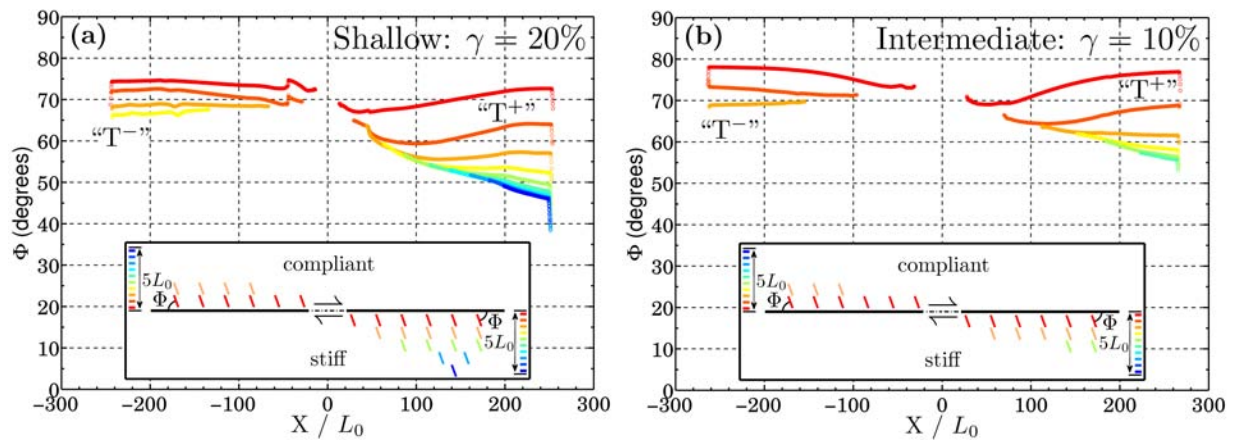 (a) Shallow: γ = 20%
90
80
70
60
50
40
30
20
10
0
Φ (degrees)
“T⁻”
“T⁺”
compliant
stiff
5L₀
Φ
Φ
5L₀
−300 −200 −100 0 100 200 300
X / L₀
(b) Intermediate: γ = 10%
90
80
70
60
50
40
30
20
10
0
Φ (degrees)
“T⁻”
“T⁺”
compliant
stiff
5L₀
Φ
Φ
5L₀
−300 −200 −100 0 100 200 300
X / L₀